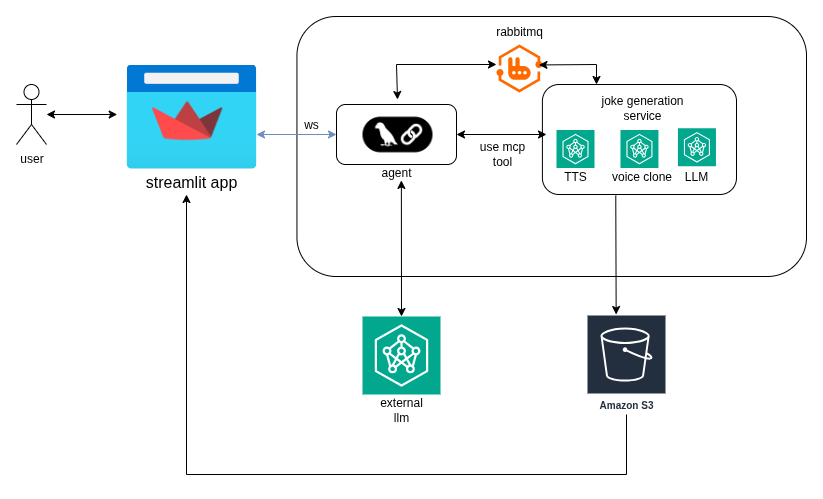 rabbitmq
joke generation
service
ws
TTS
voice clone
LLM
use mcp
tool
user
agent
streamlit app
external
llm
Amazon S3